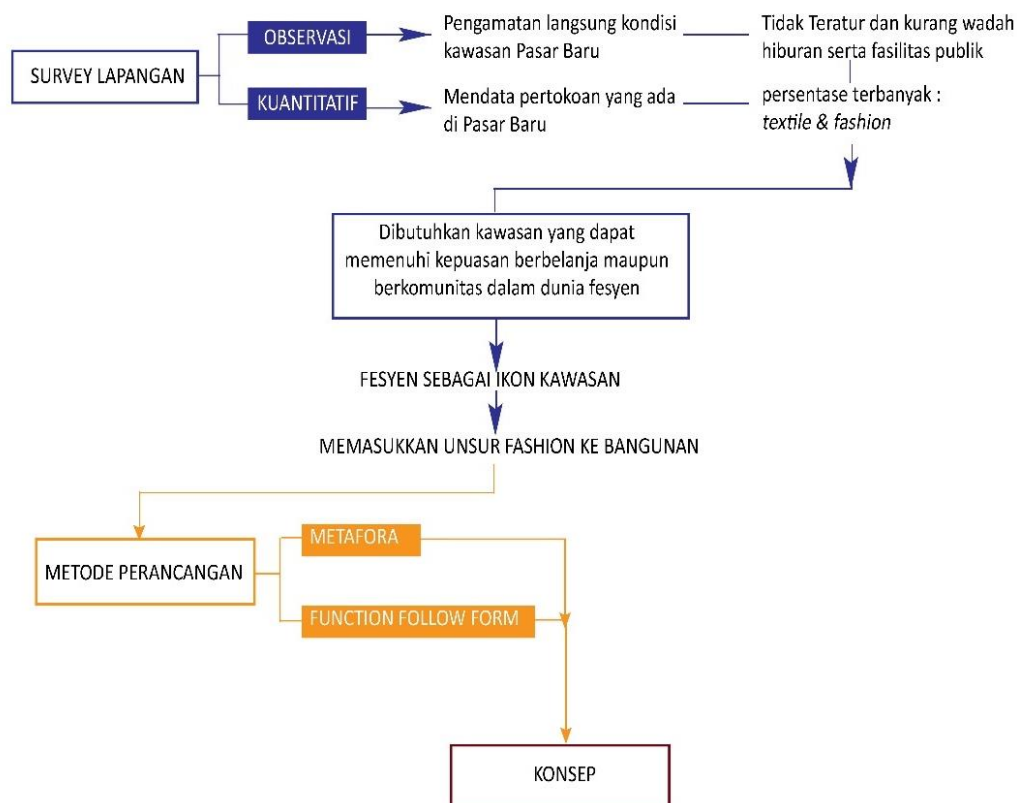 SURVEY LAPANGAN
OBSERVASI
Pengamatan langsung kondisi
kawasan Pasar Baru
Tidak Teratur dan kurang wadah
hiburan serta fasilitas publik
KUANTITATIF
Mendata pertokoan yang ada
di Pasar Baru
persentase terbanyak :
textile & fashion
Dibutuhkan kawasan yang dapat
memenuhi kepuasan berbelanja maupun
berkomunitas dalam dunia fesyen
FESYEN SEBAGAI IKON KAWASAN
MEMASUKKAN UNSUR FASHION KE BANGUNAN
METODE PERANCANGAN
METAFORA
FUNCTION FOLLOW FORM
KONSEP